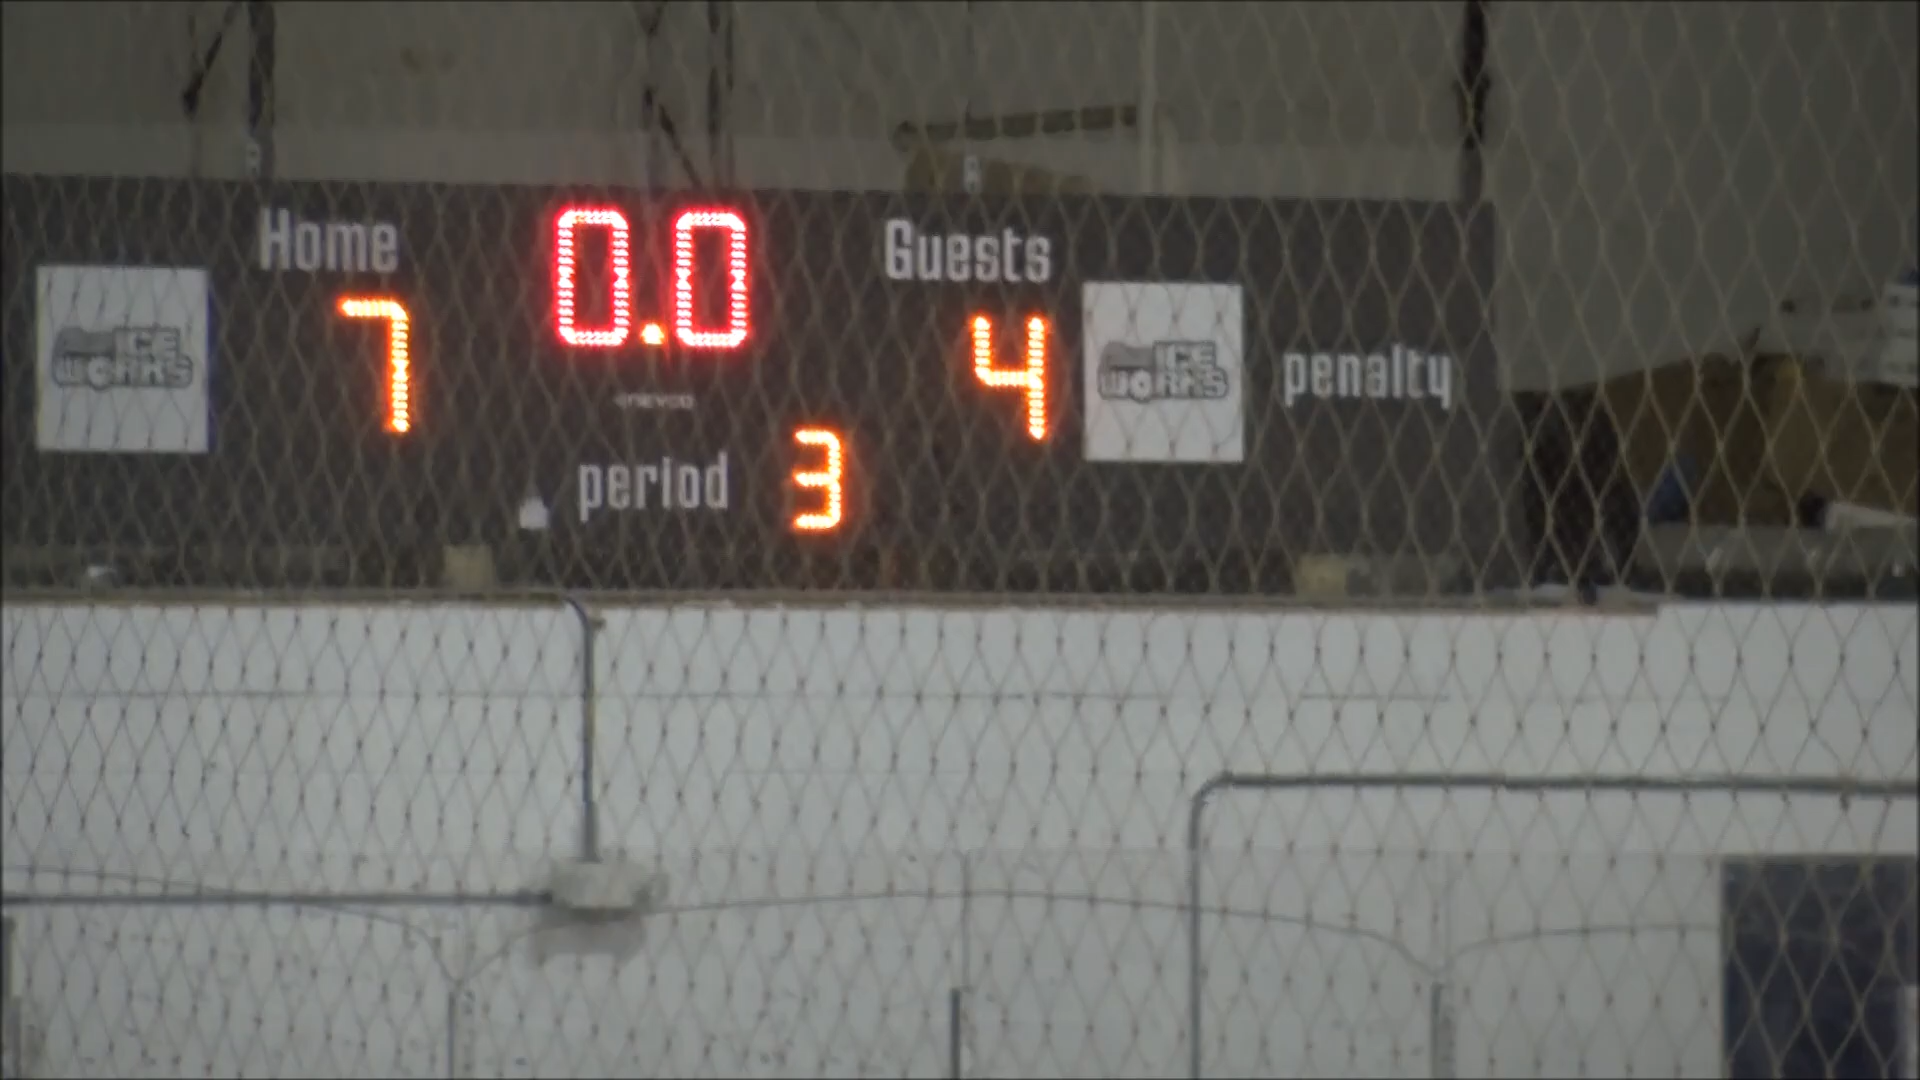 Home
0.0
Guests
7
4
ICE
WORKS
ICE
WORKS
penalty
period
3